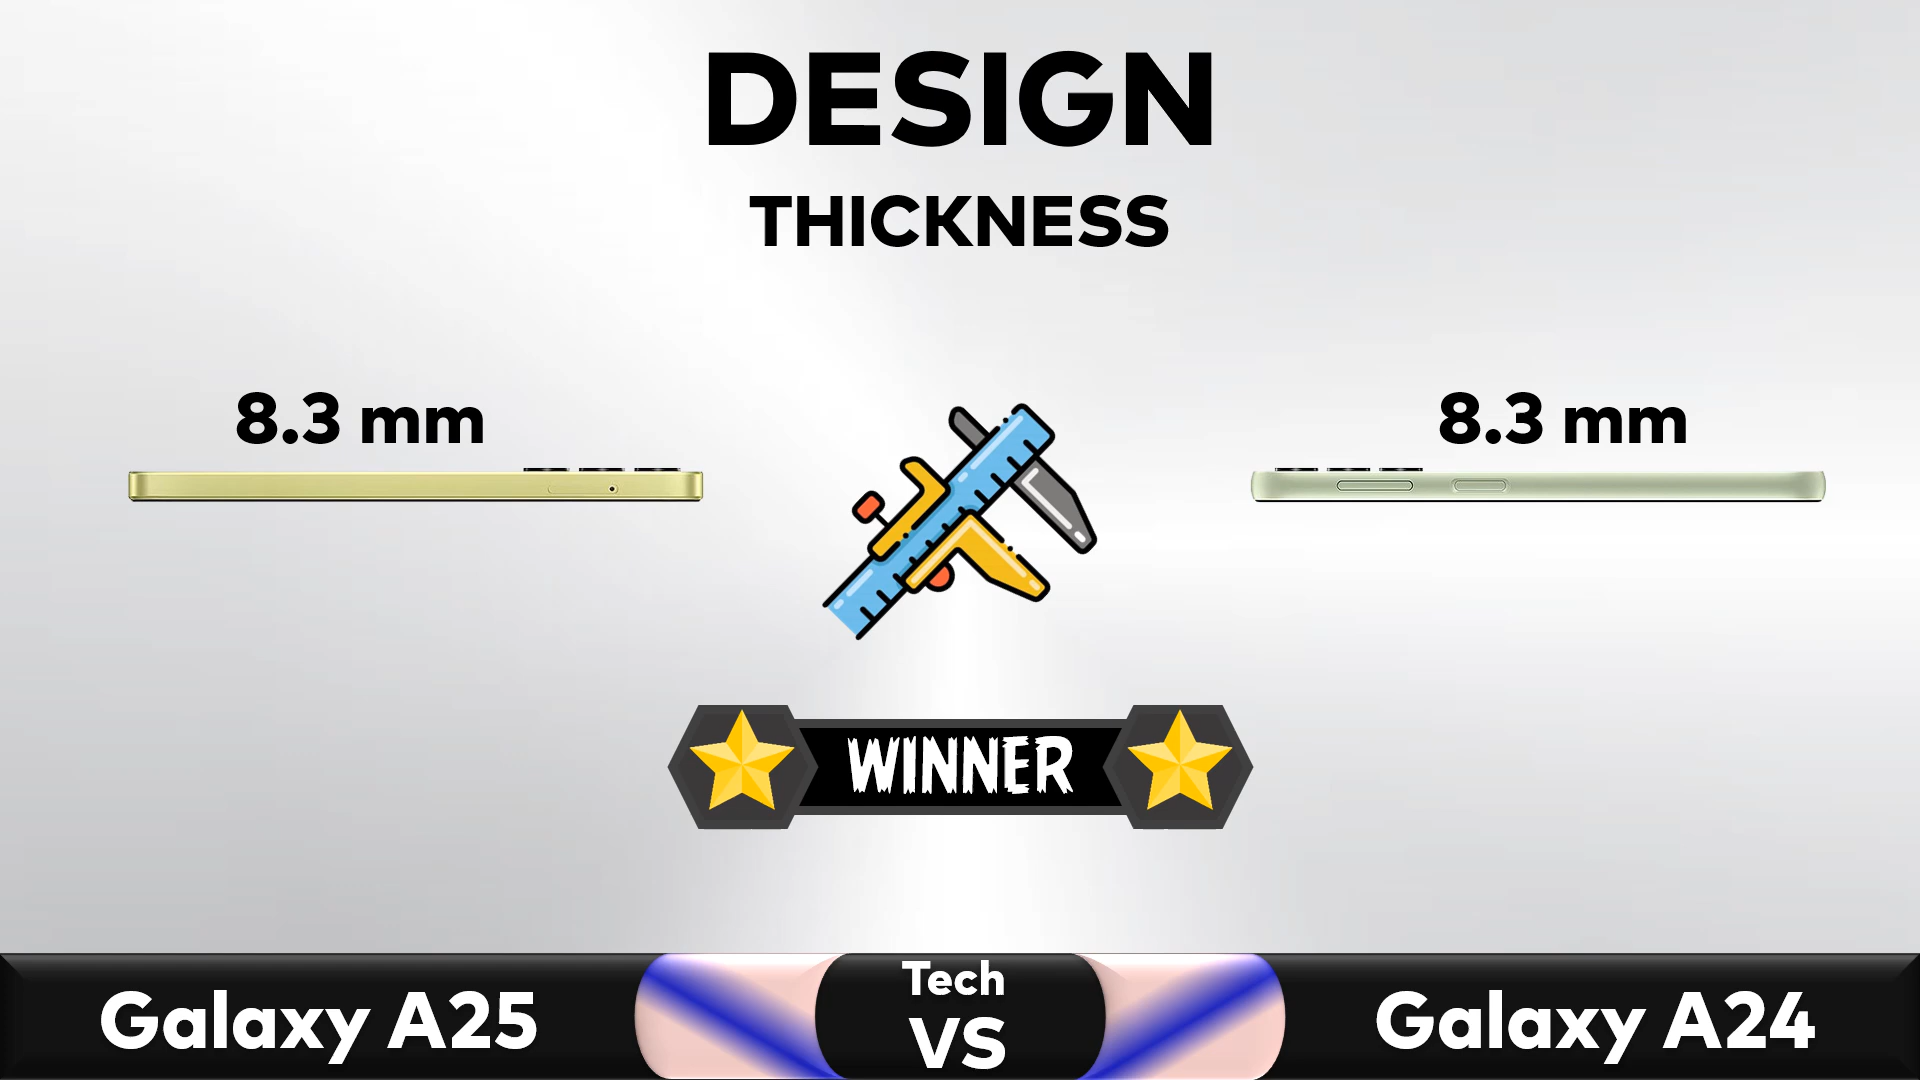 DESIGN
THICKNESS
8.3 mm
8.3 mm
WINNER
Galaxy A25
Tech
VS
Galaxy A24